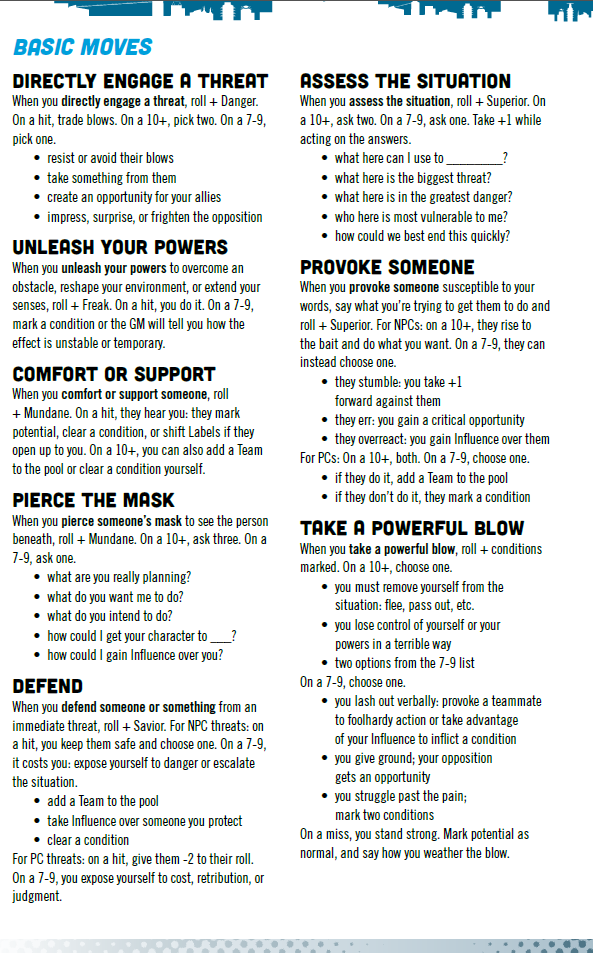 BASIC MOVES
DIRECTLY ENGAGE A THREAT
When you directly engage a threat, roll + Danger.
On a hit, trade blows. On a 10+, pick two. On a 7-9,
pick one.
• resist or avoid their blows
• take something from them
• create an opportunity for your allies
• impress, surprise, or frighten the opposition
UNLEASH YOUR POWERS
When you unleash your powers to overcome an
obstacle, reshape your environment, or extend your
senses, roll + Freak. On a hit, you do it. On a 7-9,
mark a condition or the GM will tell you how the
effect is unstable or temporary.
COMFORT OR SUPPORT
When you comfort or support someone, roll
+ Mundane. On a hit, they hear you: they mark
potential, clear a condition, or shift Labels if they
open up to you. On a 10+, you can also add a Team
to the pool or clear a condition yourself.
PIERCE THE MASK
When you pierce someone's mask to see the person
beneath, roll + Mundane. On a 10+, ask three. On a
7-9, ask one.
• what are you really planning?
• what do you want me to do?
• what do you intend to do?
• how could I get your character to ___?
• how could I gain Influence over you?
DEFEND
When you defend someone or something from an
immediate threat, roll + Savior. For NPC threats: on
a hit, you keep them safe and choose one. On a 7-9,
it costs you: expose yourself to danger or escalate
the situation.
• add a Team to the pool
• take Influence over someone you protect
• clear a condition
For PC threats: on a hit, give them -2 to their roll.
On a 7-9, you expose yourself to cost, retribution, or
judgment.
ASSESS THE SITUATION
When you assess the situation, roll + Superior. On
a 10+, ask two. On a 7-9, ask one. Take +1 while
acting on the answers.
• what here can I use to ________?
• what here is the biggest threat?
• what here is in the greatest danger?
• who here is most vulnerable to me?
• how could we best end this quickly?
PROVOKE SOMEONE
When you provoke someone susceptible to your
words, say what you're trying to get them to do and
roll + Superior. For NPCs: on a 10+, they rise to
the bait and do what you want. On a 7-9, they can
instead choose one.
• they stumble: you take +1
forward against them
• they err: you gain a critical opportunity
• they overreact: you gain Influence over them
For PCs: On a 10+, both. On a 7-9, choose one.
• if they do it, add a Team to the pool
• if they don't do it, they mark a condition
TAKE A POWERFUL BLOW
When you take a powerful blow, roll + conditions
marked. On a 10+, choose one.
• you must remove yourself from the
situation: flee, pass out, etc.
• you lose control of yourself or your
powers in a terrible way
• two options from the 7-9 list
On a 7-9, choose one.
• you lash out verbally: provoke a teammate
to foolhardy action or take advantage
of your Influence to inflict a condition
• you give ground; your opposition
gets an opportunity
• you struggle past the pain;
mark two conditions
On a miss, you stand strong. Mark potential as
normal, and say how you weather the blow.